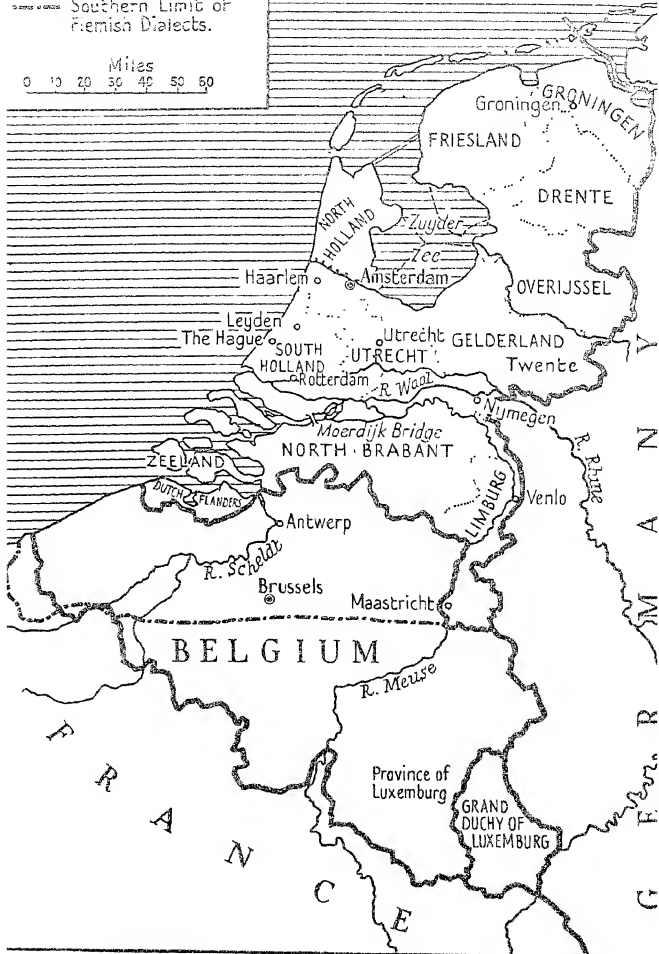 Southern Limit of
Flemish Dialects.
Miles
0 10 20 30 40 50 60
GRONINGEN
Groningen
FRIESLAND
DRENTE
NORTH
HOLLAND
Zuyder
Zee
Haarlem
Amsterdam
OVERIJSSEL
Leyden
The Hague
Utrecht
GELDERLAND
SOUTH
HOLLAND
UTRECHT
Twente
Rotterdam
R. Waal
Nijmegen
Moerdijk Bridge
NORTH BRABANT
ZEELAND
R. Rhine
LIMBURG
Venlo
DUTCH FLANDERS
Antwerp
R. Scheldt
Brussels
Maastricht
BELGIUM
R. Meuse
Province of
Luxemburg
GRAND
DUCHY OF
LUXEMBURG
FRANCE
GERMANY